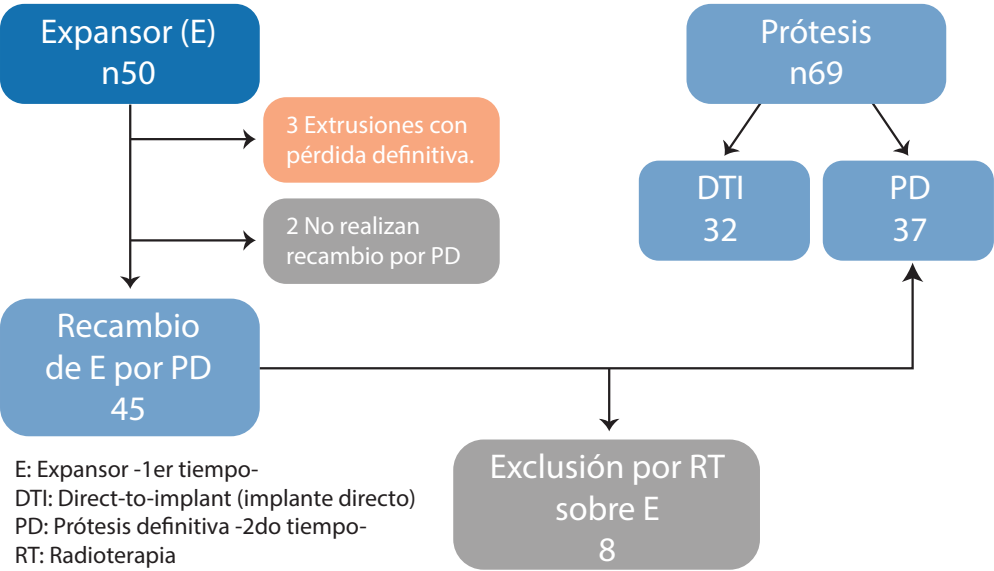 Expansor (E)
n50
3 Extrusiones con
pérdida definitiva.
2 No realizan
recambio por PD
Recambio
de E por PD
45
Prótesis
n69
DTI
32
PD
37
Exclusión por RT
sobre E
8
E: Expansor -1er tiempo-
DTI: Direct-to-implant (implante directo)
PD: Prótesis definitiva -2do tiempo-
RT: Radioterapia